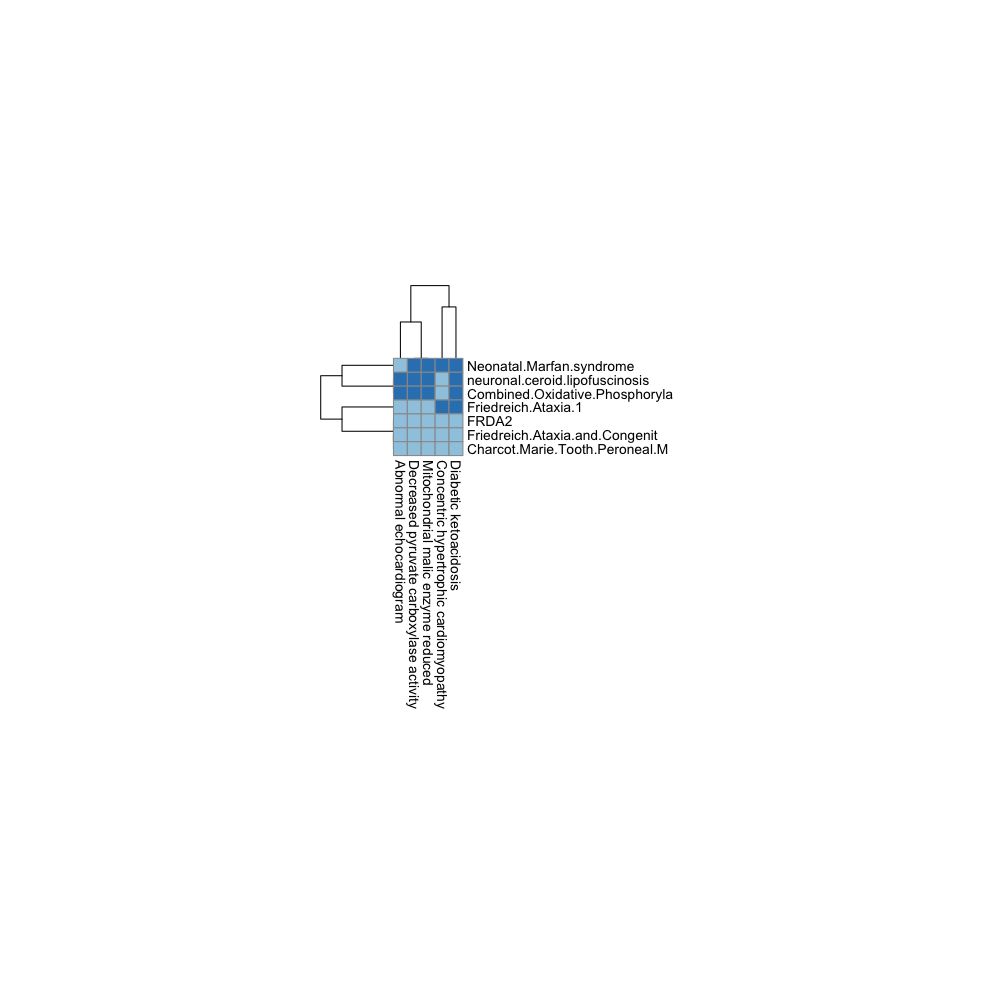 Neonatal.Marfan.syndrome
neuronal.ceroid.lipofuscinosis
Combined.Oxidative.Phosphoryla
Friedreich.Ataxia.1
FRDA2
Friedreich.Ataxia.and.Congenit
Charcot.Marie.Tooth.Peroneal.M
Abnormal echocardiogram
Decreased pyruvate carboxylase activity
Mitochondrial malic enzyme reduced
Concentric hypertrophic cardiomyopathy
Diabetic ketoacidosis